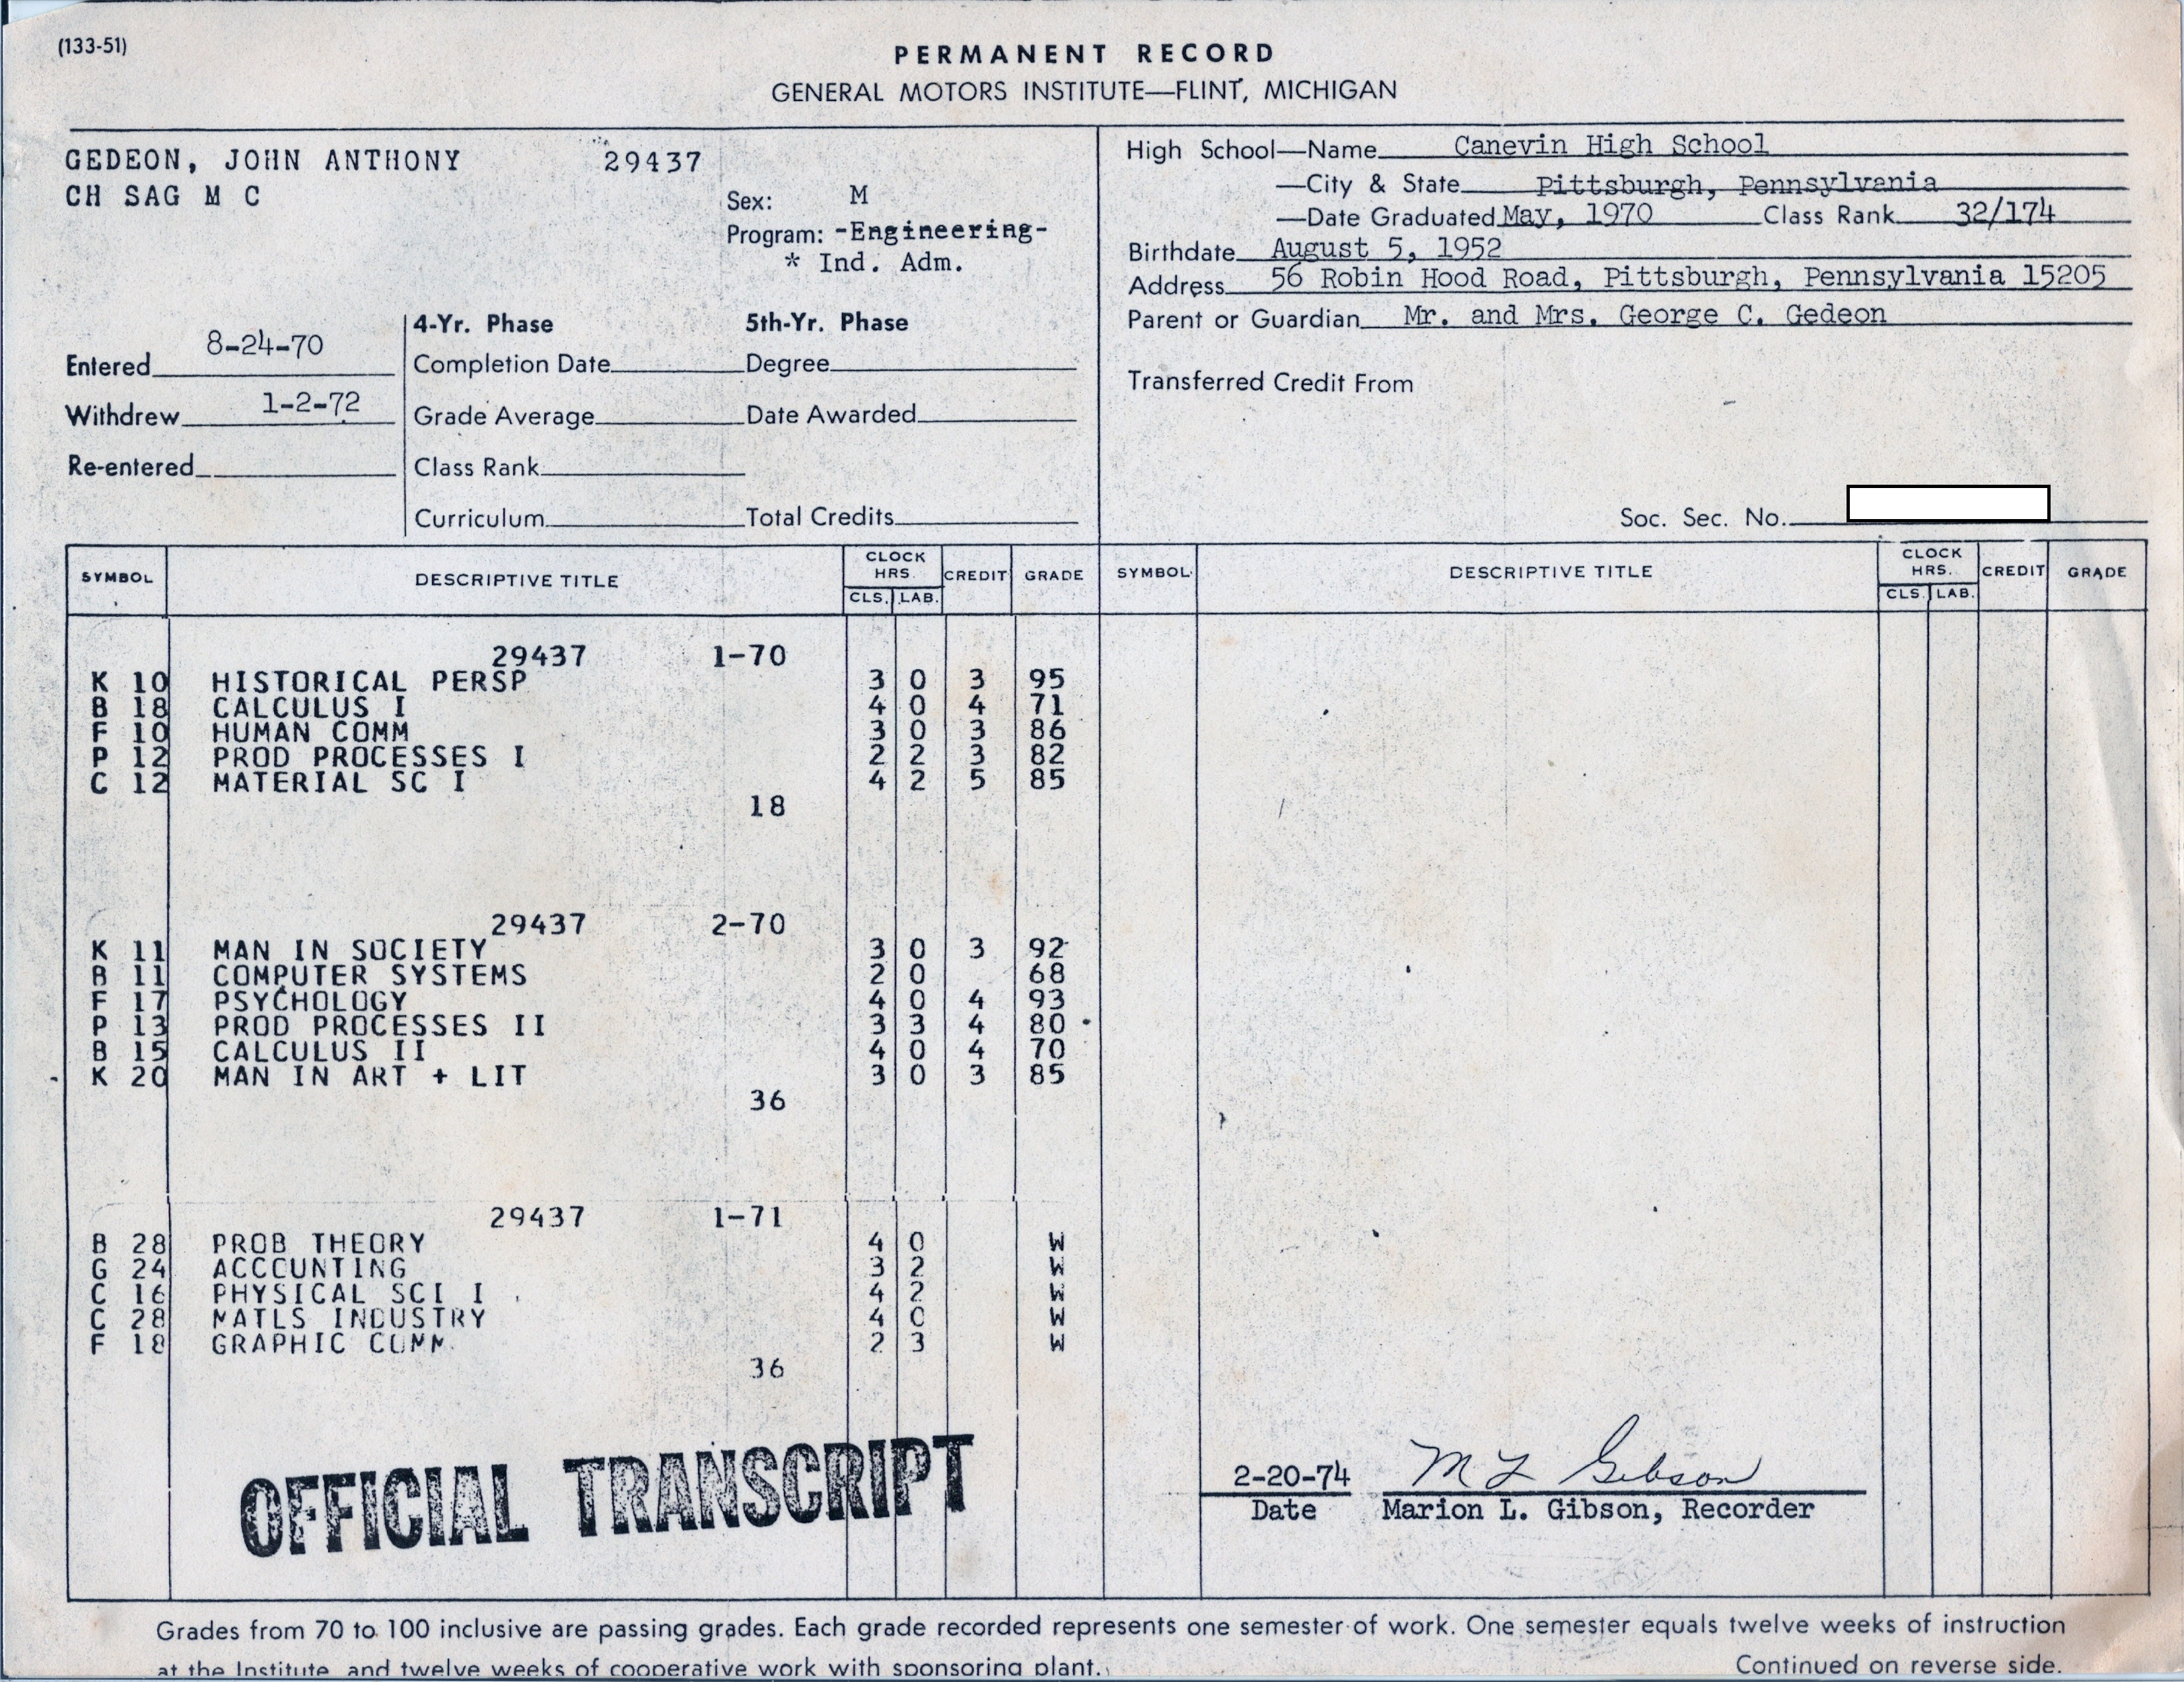 (133-51)
PERMANENT RECORD
GENERAL MOTORS INSTITUTE—FLINT, MICHIGAN
GEDEON, JOHN ANTHONY 29437
CH SAG M C
Sex: M
Program: -Engineering-
* Ind. Adm.
Entered 8-24-70
Withdrew 1-2-72
Re-entered
4-Yr. Phase 5th-Yr. Phase
Completion Date Degree
Grade Average Date Awarded
Class Rank
Curriculum Total Credits
High School—Name Canevin High School
—City & State Pittsburgh, Pennsylvania
—Date Graduated May, 1970 Class Rank 32/174
Birthdate August 5, 1952
Address 56 Robin Hood Road, Pittsburgh, Pennsylvania 15205
Parent or Guardian Mr. and Mrs. George C. Gedeon
Transferred Credit From
Soc. Sec. No.
SYMBOL DESCRIPTIVE TITLE CLOCK HRS. CLS. LAB. CREDIT GRADE SYMBOL DESCRIPTIVE TITLE CLOCK HRS. CLS. LAB. CREDIT GRADE
29437 1-70
K 10 HISTORICAL PERSP 3 0 3 95
B 18 CALCULUS I 4 0 4 71
F 10 HUMAN COMM 3 0 3 86
P 12 PROD PROCESSES I 2 2 3 82
C 12 MATERIAL SC I 4 2 5 85
18
29437 2-70
K 11 MAN IN SOCIETY 3 0 3 92
B 11 COMPUTER SYSTEMS 2 0 68
F 17 PSYCHOLOGY 4 0 4 93
P 13 PROD PROCESSES II 3 3 4 80
B 15 CALCULUS II 4 0 4 70
K 20 MAN IN ART + LIT 3 0 3 85
36
29437 1-71
B 28 PROB THEORY 4 0 W
G 24 ACCCUNTING 3 2 W
C 16 PHYSICAL SCI I 4 2 W
C 28 MATLS INDUSTRY 4 0 W
F 18 GRAPHIC COMM 2 3 W
36
OFFICIAL TRANSCRIPT
2-20-74 M L Gibson
Date Marion L. Gibson, Recorder
Grades from 70 to 100 inclusive are passing grades. Each grade recorded represents one semester of work. One semester equals twelve weeks of instruction
at the Institute and twelve weeks of cooperative work with sponsoring plant.
Continued on reverse side.